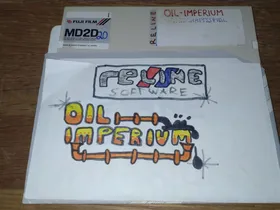 FUJI FILM
MD2D
RELINE
OIL-IMPERIUM
reLINE
SOFTWARE
OIL
IMPERIUM